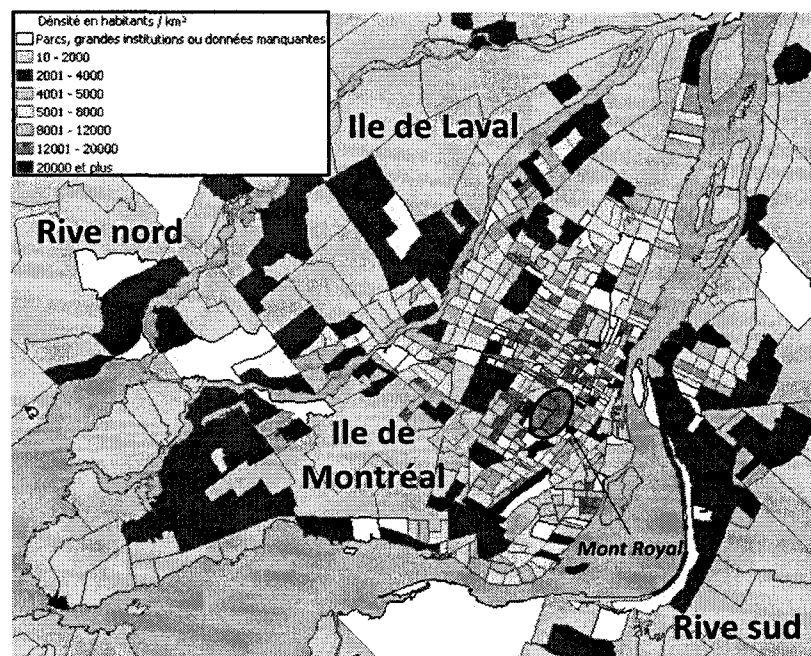 Dénsité en habitants / km²
Parcs, grandes institutions ou données manquantes
10 - 2000
2001 - 4000
4001 - 5000
5001 - 8000
8001 - 12000
12001 - 20000
20000 et plus
Ile de Laval
Rive nord
Ile de
Montréal
Mont Royal
Rive sud